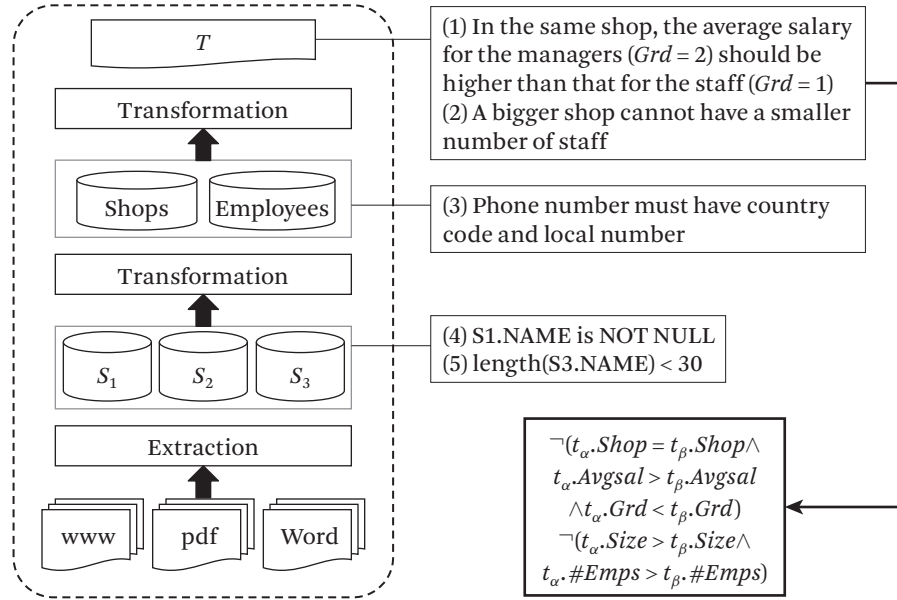 T
(1) In the same shop, the average salary
for the managers (Grd = 2) should be
higher than that for the staff (Grd = 1)
(2) A bigger shop cannot have a smaller
number of staff
Transformation
Shops
Employees
(3) Phone number must have country
code and local number
Transformation
S₁
S₂
S₃
(4) S1.NAME is NOT NULL
(5) length(S3.NAME) < 30
Extraction
www
pdf
Word
¬(tα.Shop = tβ.Shop∧
tα.Avgsal > tβ.Avgsal
∧tα.Grd < tβ.Grd)
¬(tα.Size > tβ.Size∧
tα.#Emps > tβ.#Emps)